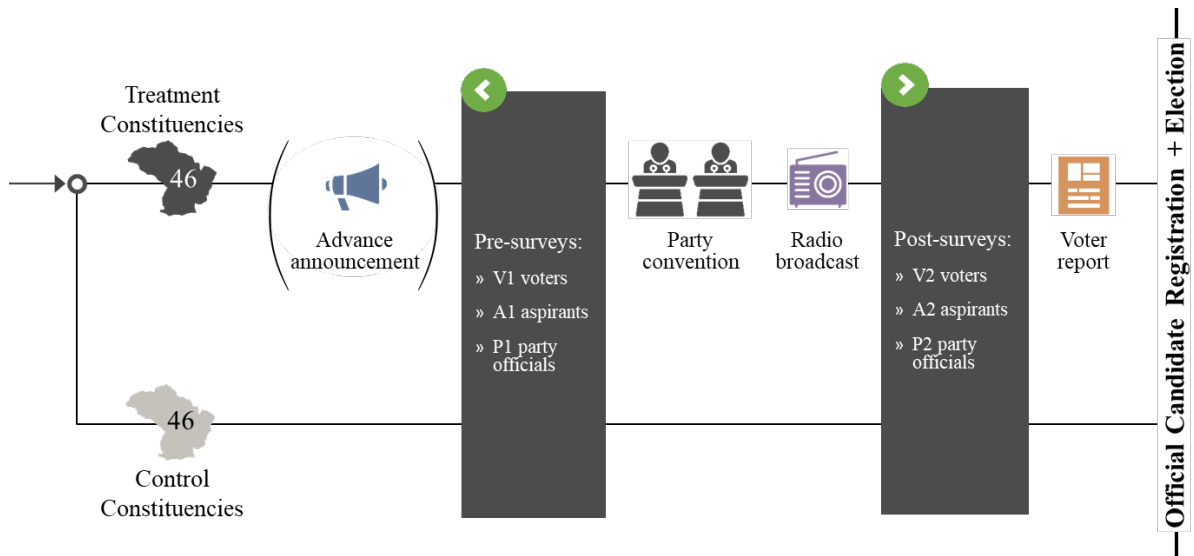 Treatment
Constituencies
46
Advance
announcement
Pre-surveys:
» V1 voters
» A1 aspirants
» P1 party
officials
Party
convention
Radio
broadcast
Post-surveys:
» V2 voters
» A2 aspirants
» P2 party
officials
Voter
report
46
Control
Constituencies
Official Candidate Registration + Election